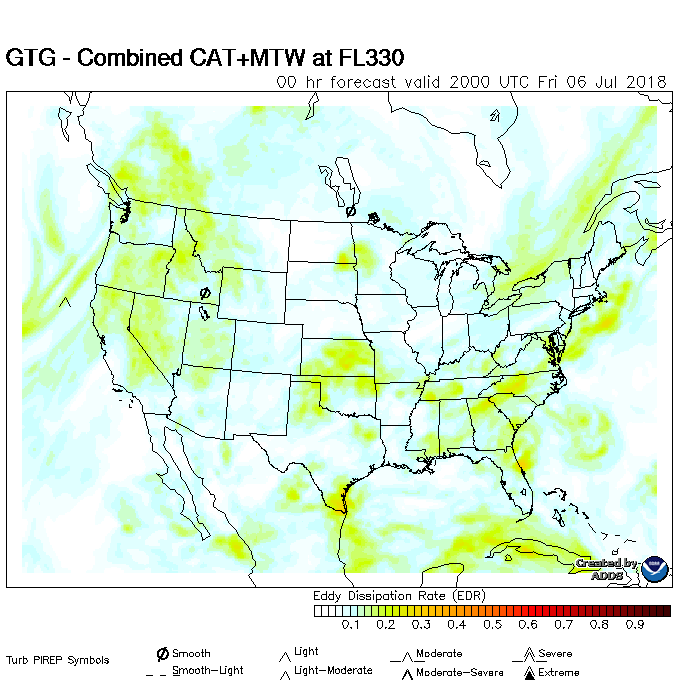 GTG - Combined CAT+MTW at FL330
00 hr forecast valid 2000 UTC Fri 06 Jul 2018
Created by
ADDS
Eddy Dissipation Rate (EDR)
0.1 0.2 0.3 0.4 0.5 0.6 0.7 0.8 0.9
Turb PIREP Symbols
Smooth Light Moderate Severe
Smooth-Light Light-Moderate Moderate-Severe Extreme